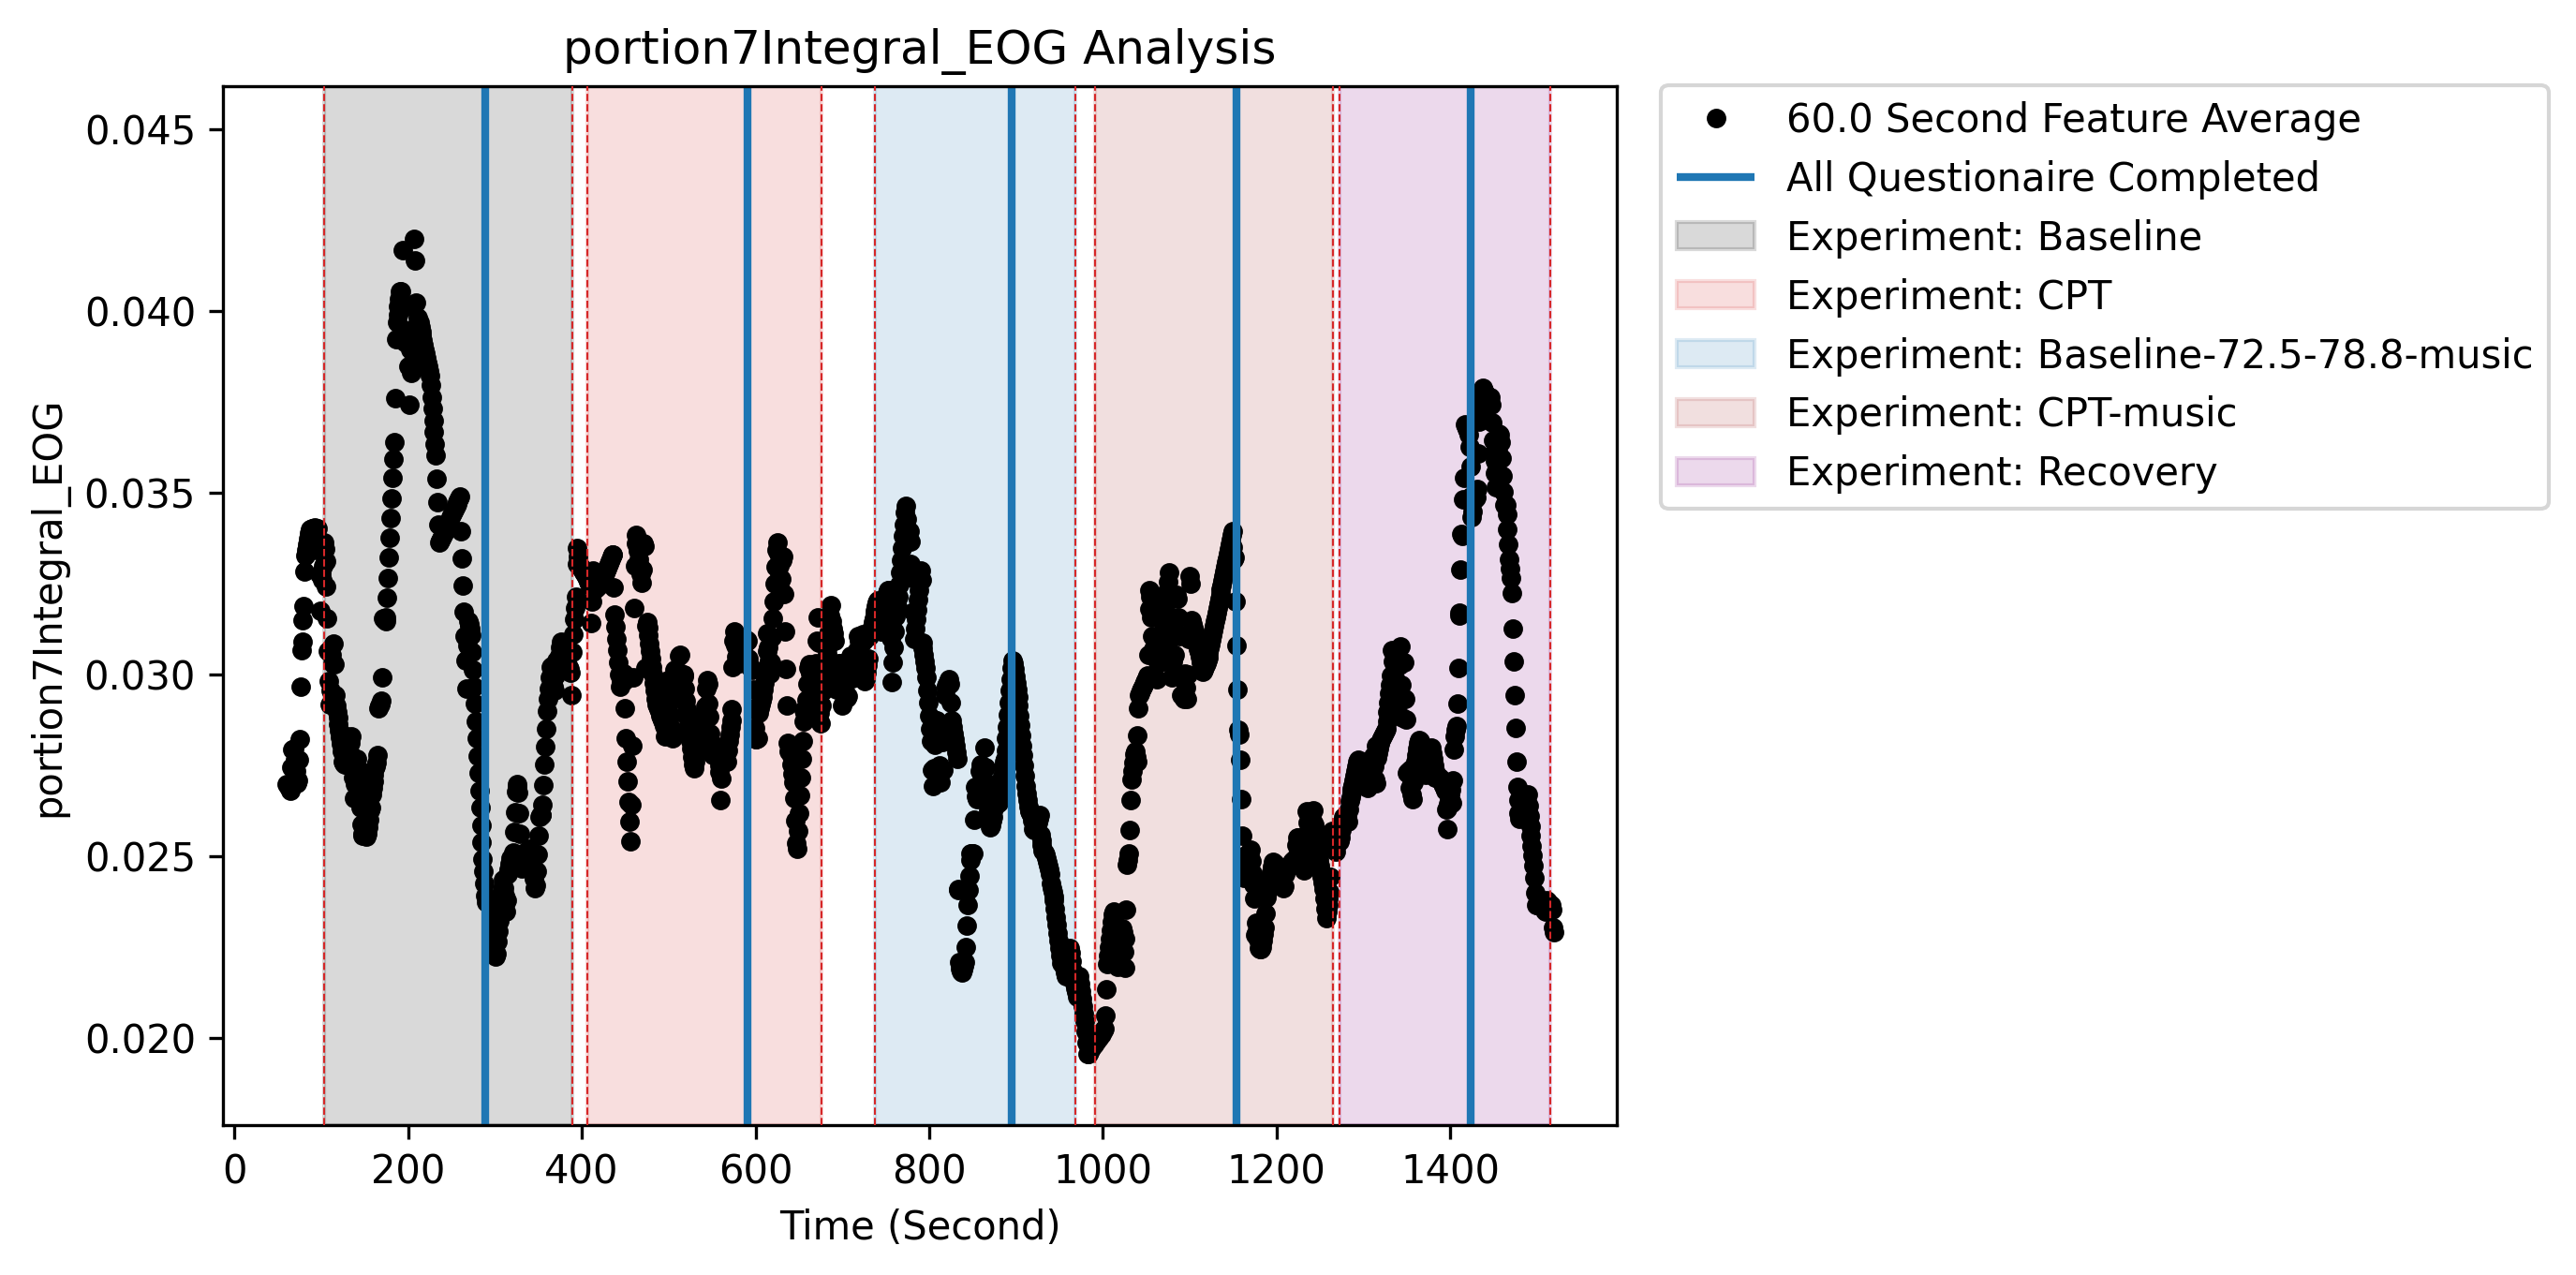 portion7Integral_EOG Analysis
portion7Integral_EOG
0.045
0.040
0.035
0.030
0.025
0.020
0 200 400 600 800 1000 1200 1400
Time (Second)
60.0 Second Feature Average
All Questionaire Completed
Experiment: Baseline
Experiment: CPT
Experiment: Baseline-72.5-78.8-music
Experiment: CPT-music
Experiment: Recovery